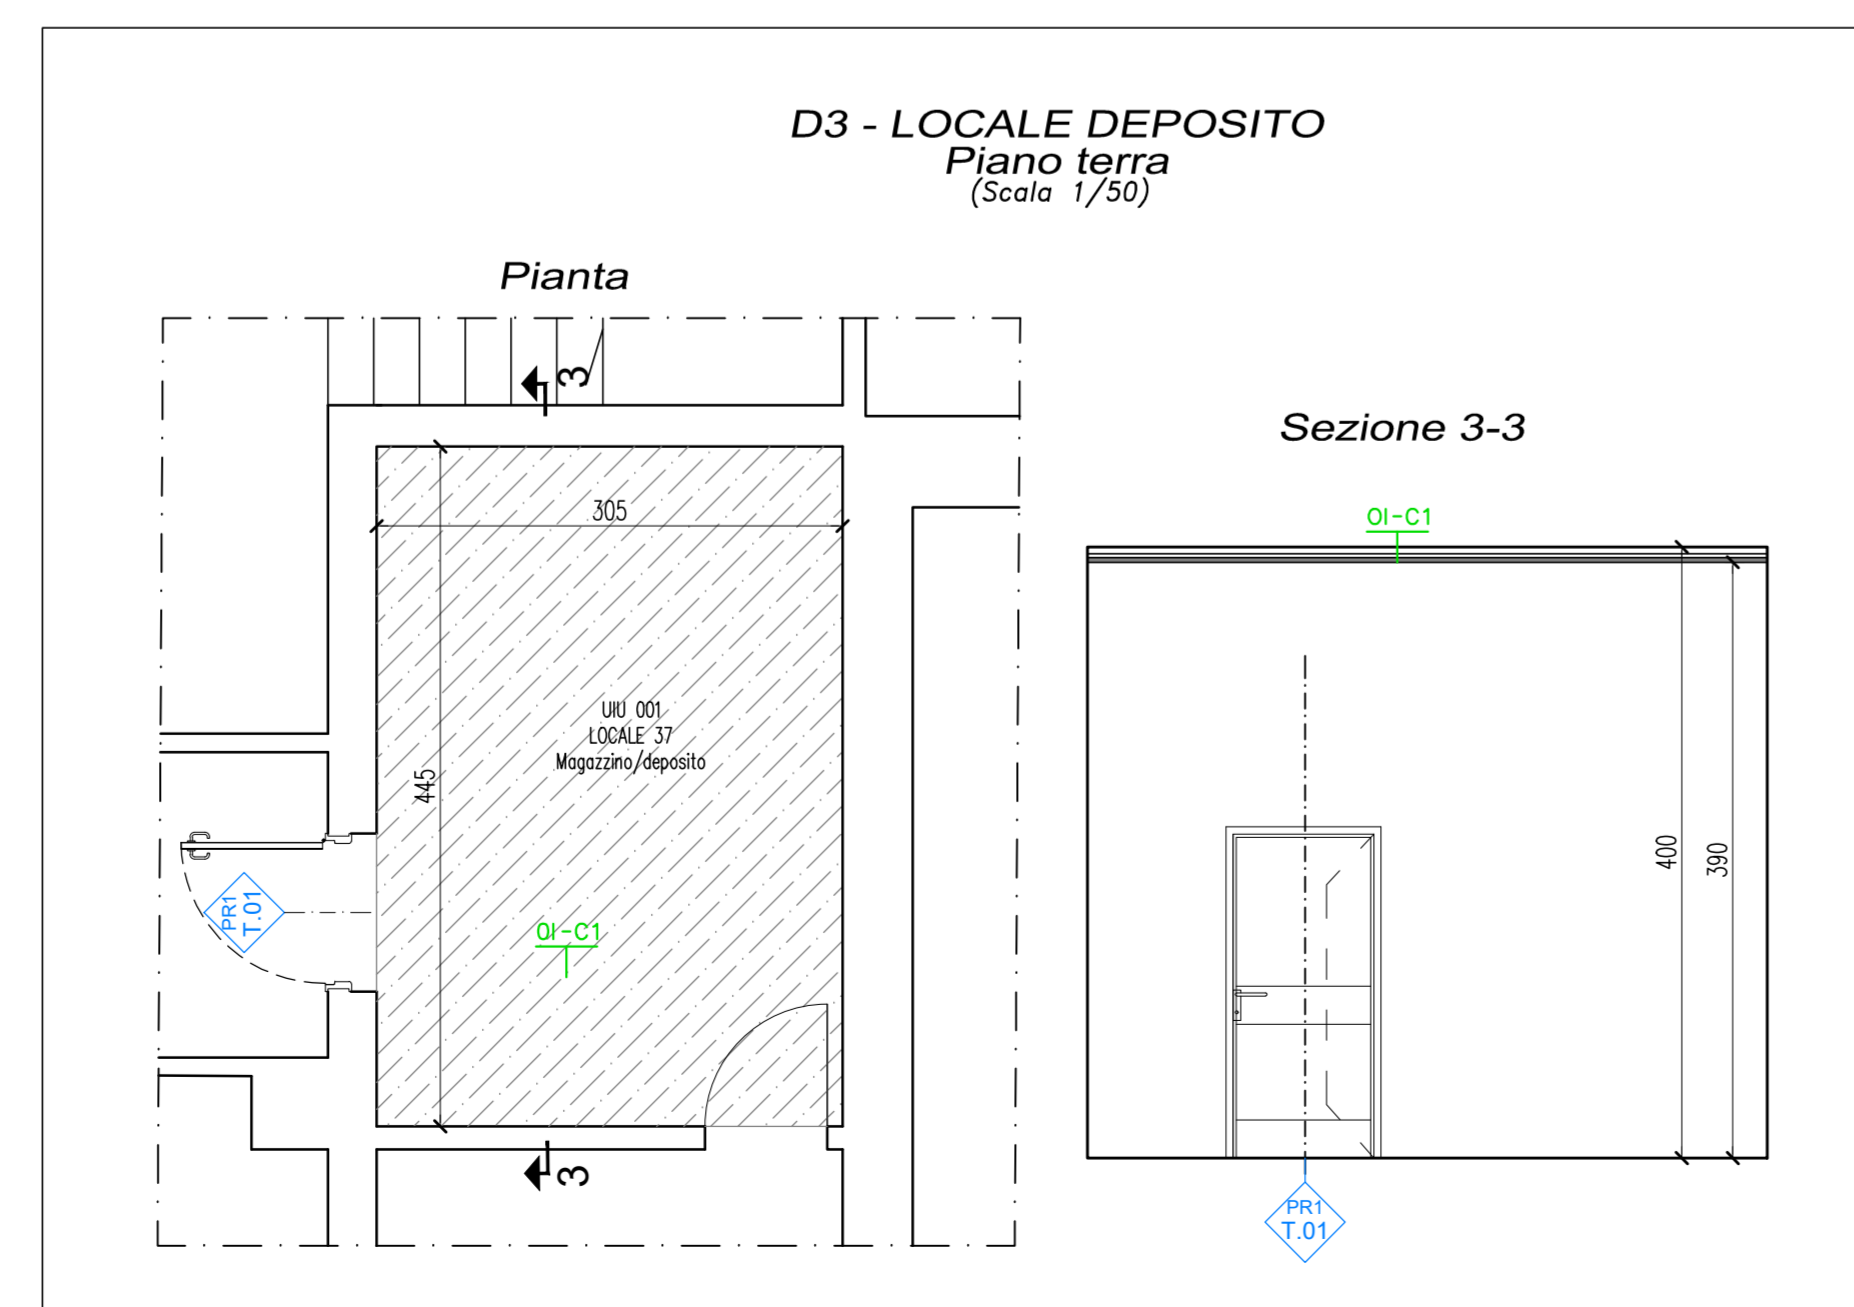 D3 - LOCALE DEPOSITO
Piano terra
(Scala 1/50)
Pianta
3
305
UIU 001
LOCALE 37
Magazzino/deposito
445
PR1
T.01
OI-C1
3
Sezione 3-3
OI-C1
400
390
PR1
T.01